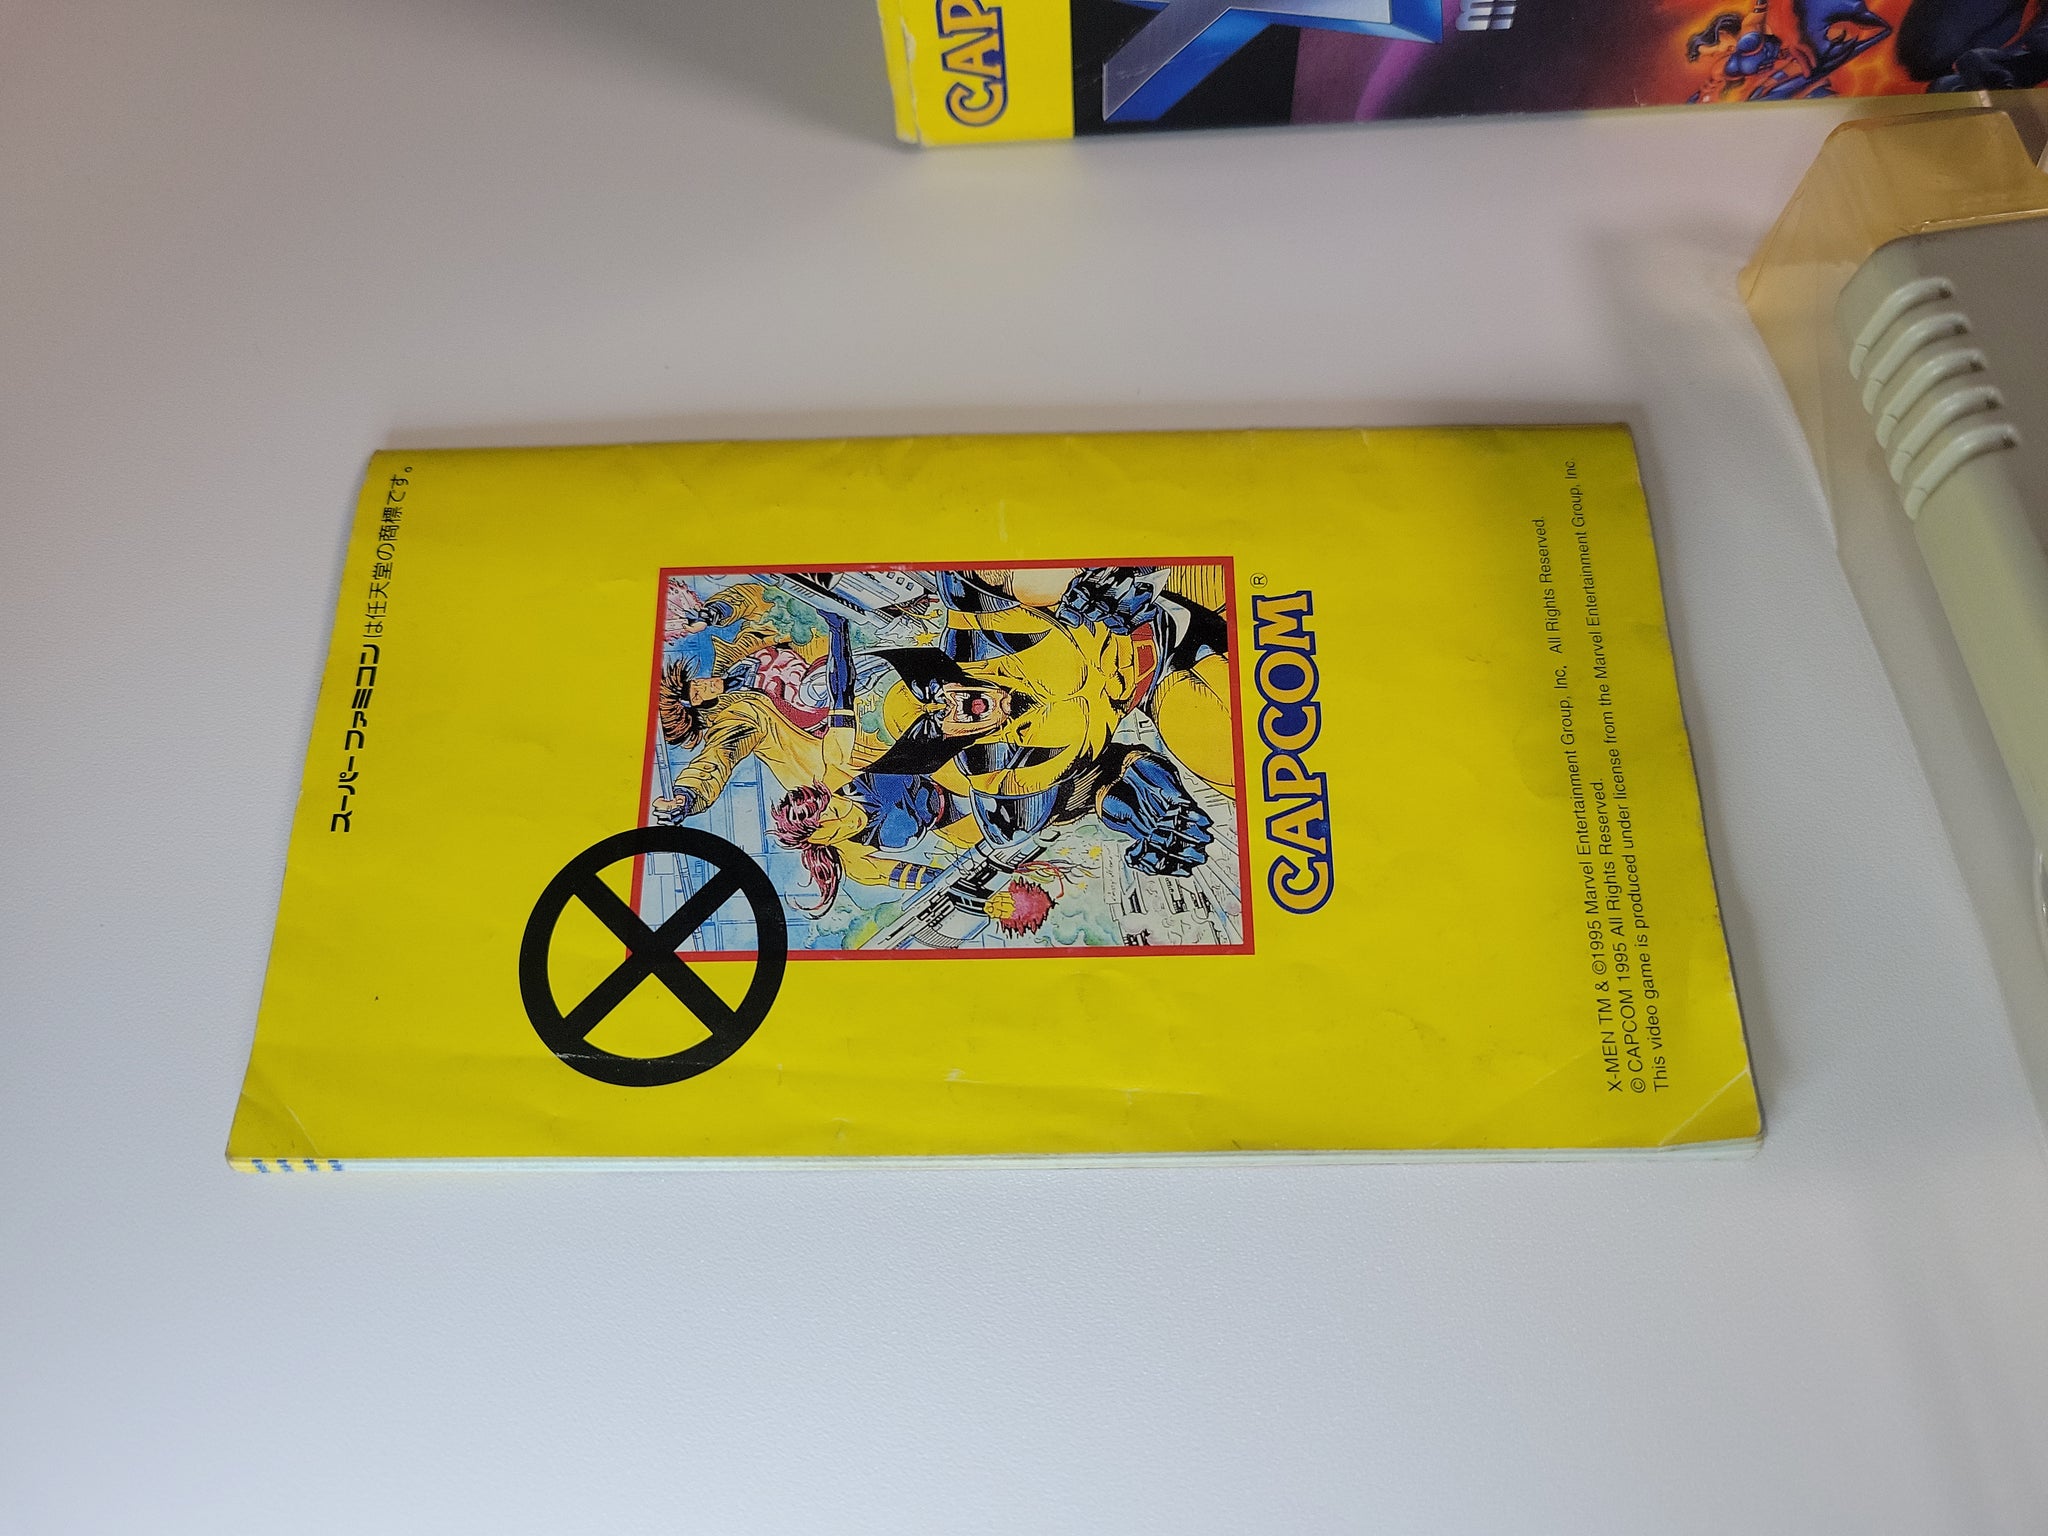 スーパーファミコンは任天堂の商標です。
CAPCOM®
X-MEN TM & ©1995 Marvel Entertainment Group, Inc. All Rights Reserved.
© CAPCOM 1995 All Rights Reserved.
This video game is produced under license from the Marvel Entertainment Group, Inc
CAP